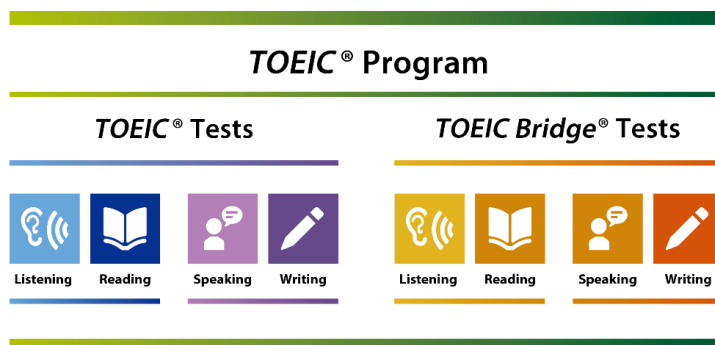 TOEIC® Program
TOEIC® Tests
TOEIC Bridge® Tests
Listening Reading Speaking Writing
Listening Reading Speaking Writing